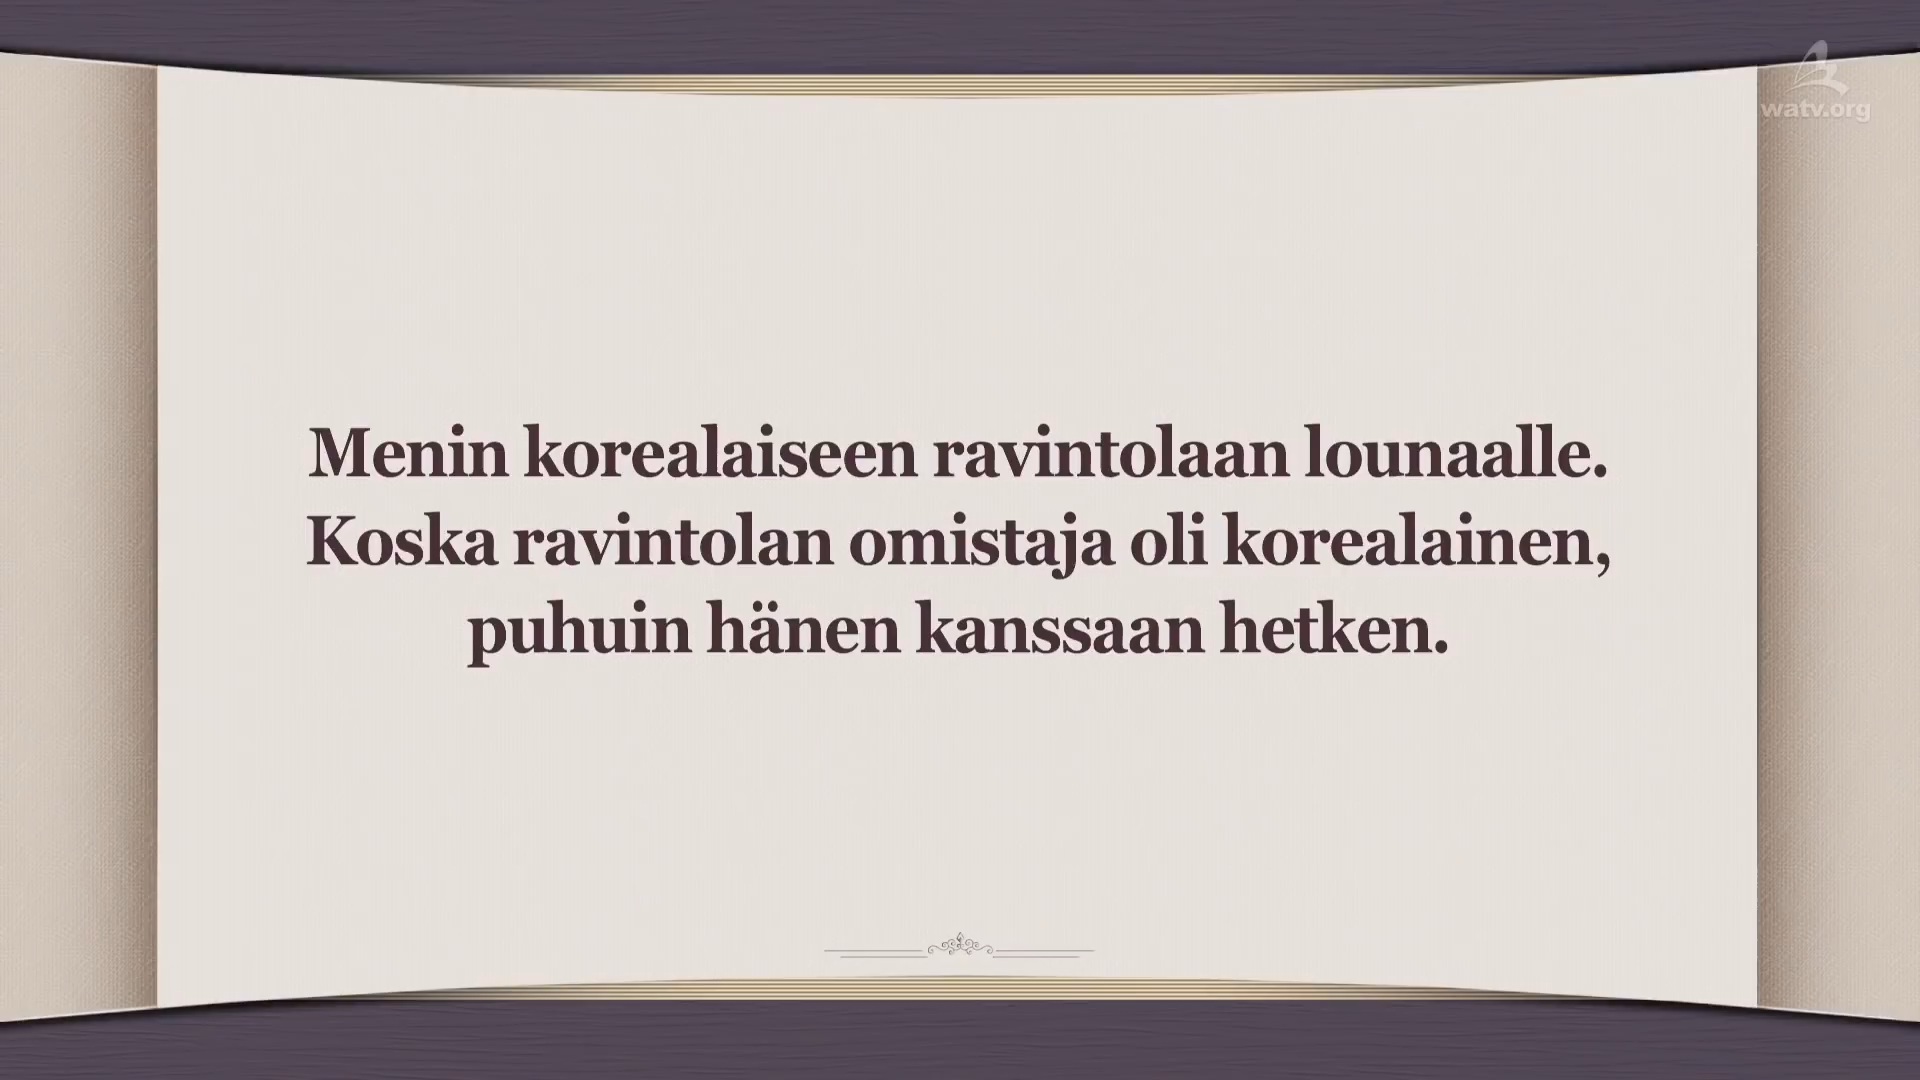 watv.org
Menin korealaiseen ravintolaan lounaalle.
Koska ravintolan omistaja oli korealainen,
puhuin hänen kanssaan hetken.